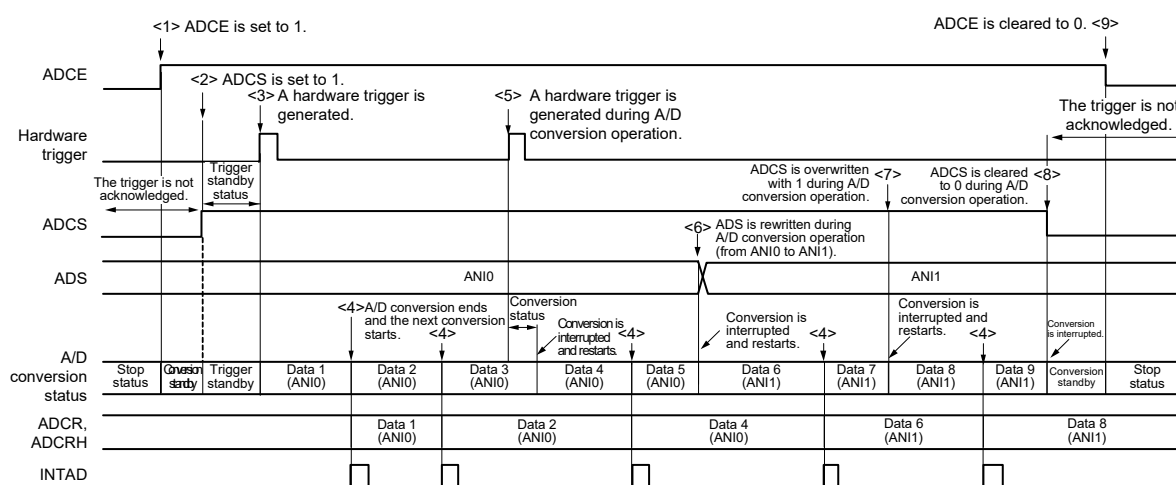 <1> ADCE is set to 1.
ADCE is cleared to 0. <9>
ADCE
<2> ADCS is set to 1.
<3> A hardware trigger is
generated.
<5> A hardware trigger is
generated during A/D
conversion operation.
The trigger is not
acknowledged.
Hardware
trigger
The trigger is not
acknowledged.
Trigger
standby
status
ADCS is overwritten
with 1 during A/D
conversion operation.
<7>
ADCS is cleared
to 0 during A/D
conversion operation.
<8>
ADCS
<6> ADS is rewritten during
A/D conversion operation
(from ANI0 to ANI1).
ADS
ANI0
ANI1
<4> A/D conversion ends
and the next conversion
starts.
<4>
Conversion
status
Conversion is
interrupted
and restarts.
<4>
Conversion is
interrupted
and restarts.
<4>
Conversion is
interrupted and
restarts.
<4>
Conversion
is interrupted.
A/D
conversion
status
Stop
status
Conversion
standby
Trigger
standby
Data 1
(ANI0)
Data 2
(ANI0)
Data 3
(ANI0)
Data 4
(ANI0)
Data 5
(ANI0)
Data 6
(ANI1)
Data 7
(ANI1)
Data 8
(ANI1)
Data 9
(ANI1)
Conversion
standby
Stop
status
ADCR,
ADCRH
Data 1
(ANI0)
Data 2
(ANI0)
Data 4
(ANI0)
Data 6
(ANI1)
Data 8
(ANI1)
INTAD